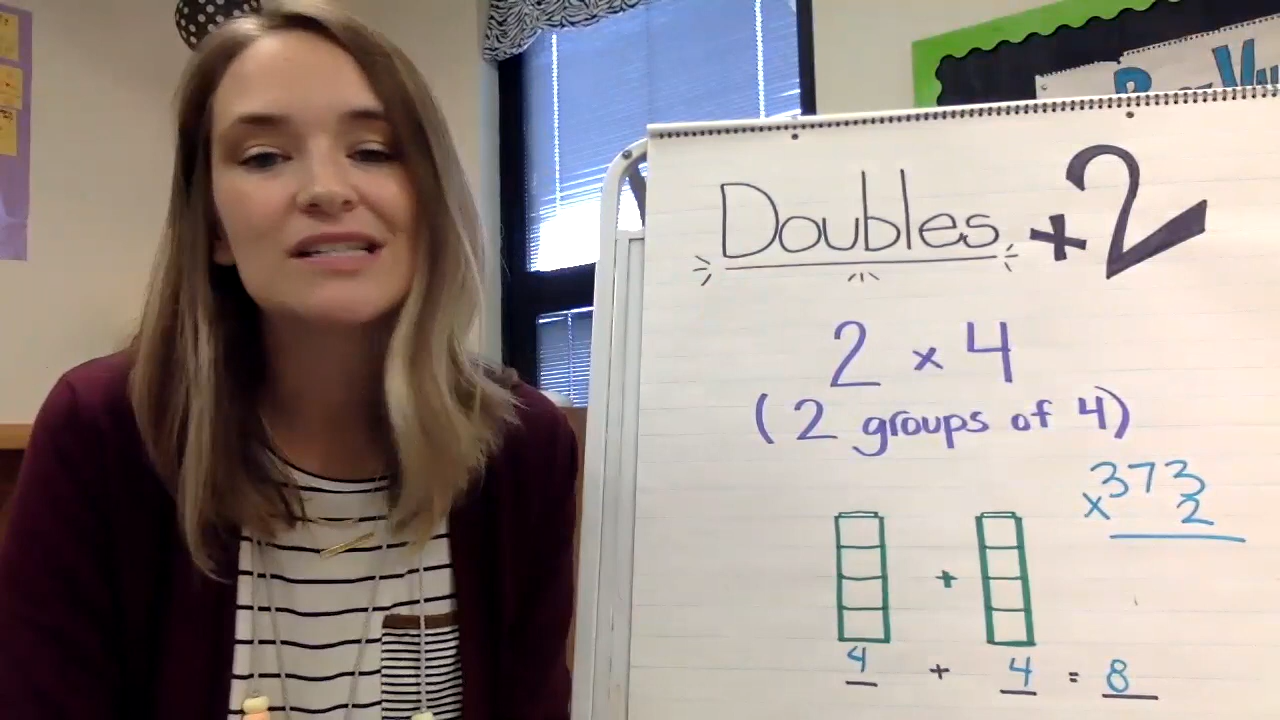 Doubles +2
2 x 4
(2 groups of 4)
373
x 2
+
4 + 4 = 8